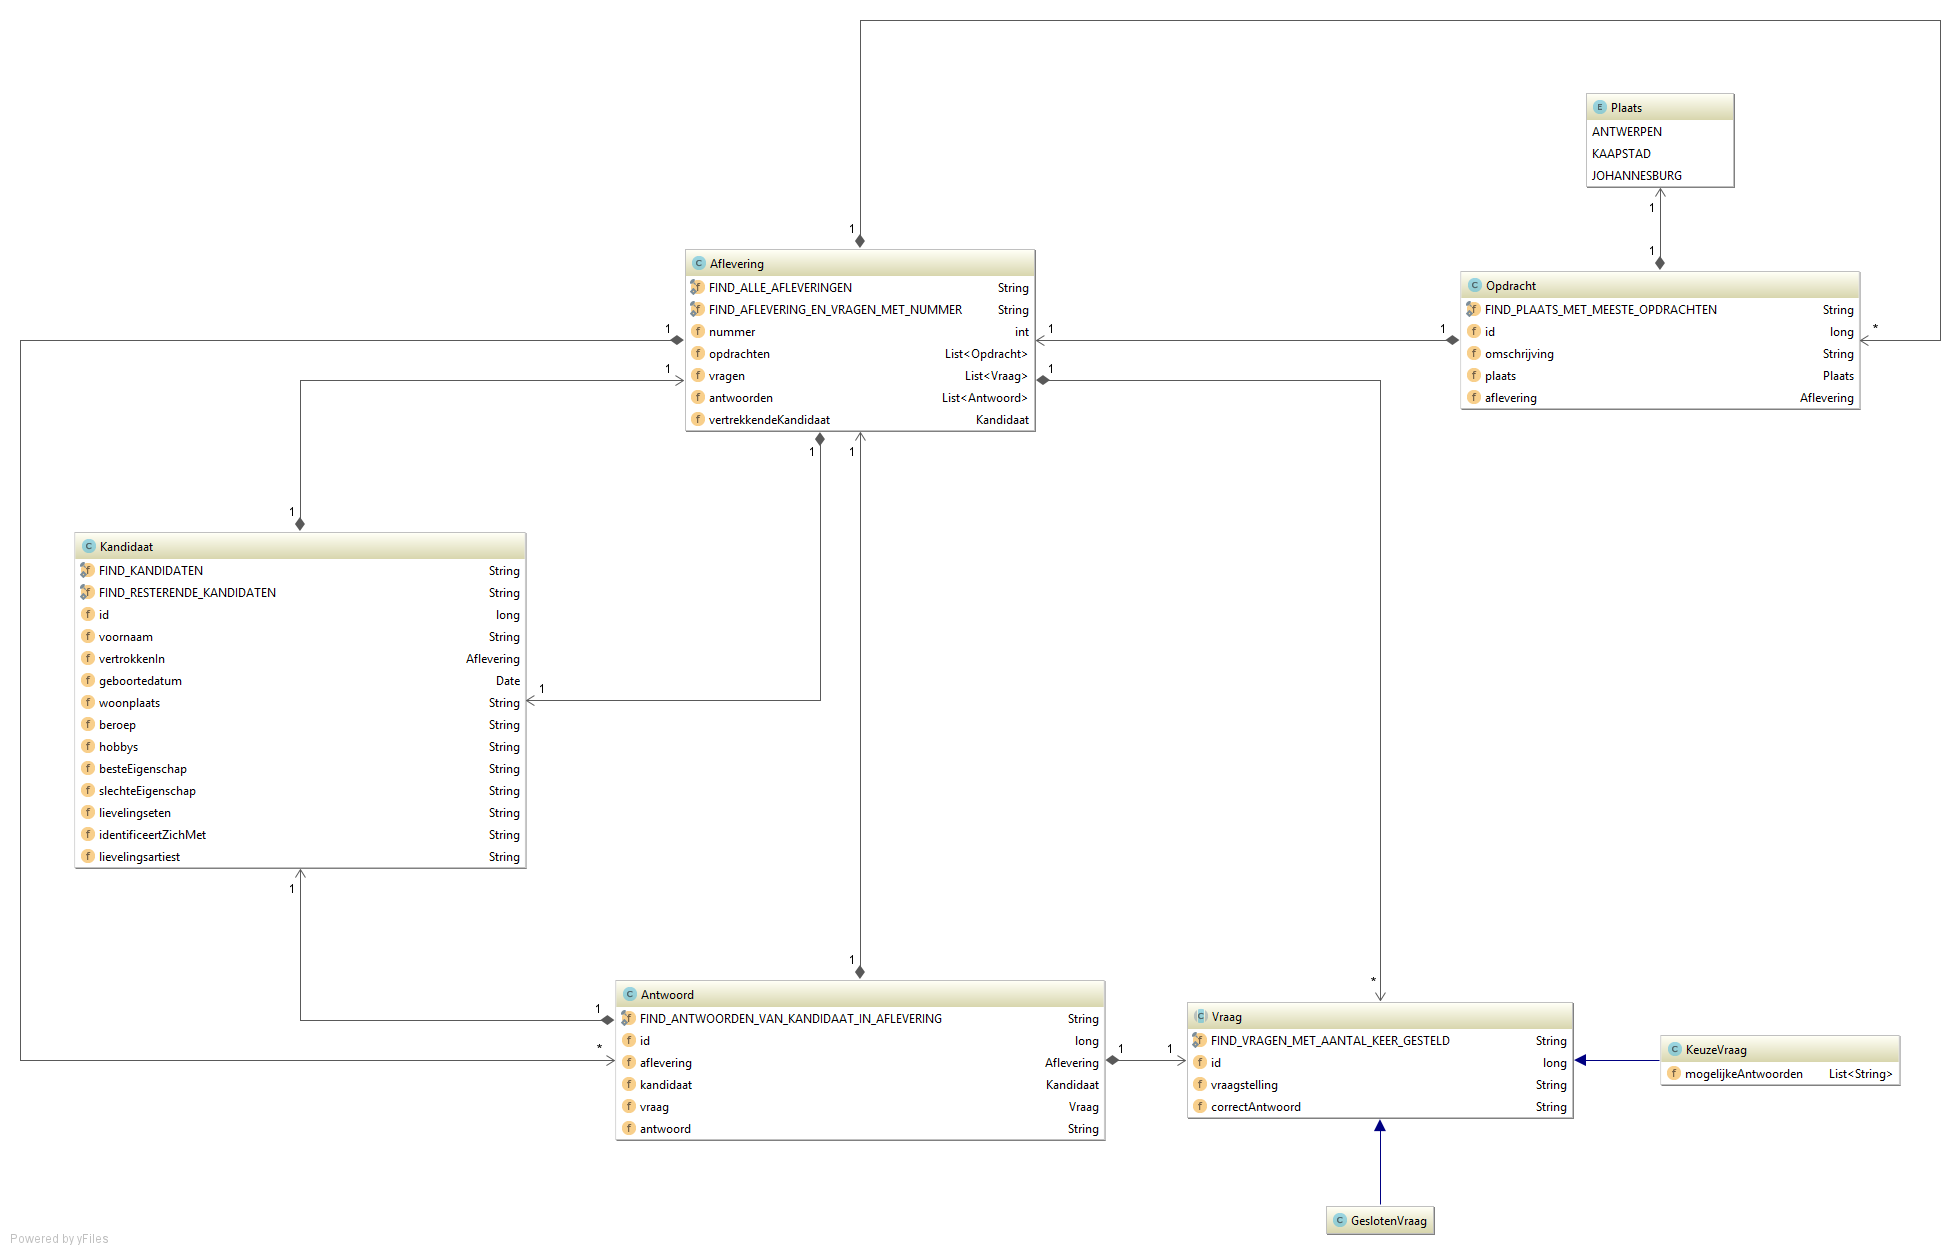 1
E Plaats
ANTWERPEN
KAAPSTAD
JOHANNESBURG
1
1
C Aflevering
f FIND_ALLE_AFLEVERINGEN String
f FIND_AFLEVERING_EN_VRAGEN_MET_NUMMER String
f nummer int
f opdrachten List<Opdracht>
f vragen List<Vraag>
f antwoorden List<Antwoord>
f vertrekkendeKandidaat Kandidaat
1
1
1
1
1
1
1
*
C Opdracht
f FIND_PLAATS_MET_MEESTE_OPDRACHTEN String
f id long
f omschrijving String
f plaats Plaats
f aflevering Aflevering
1
C Kandidaat
f FIND_KANDIDATEN String
f FIND_RESTERENDE_KANDIDATEN String
f id long
f voornaam String
f vertrokkenIn Aflevering
f geboortedatum Date
f woonplaats String
f beroep String
f hobbys String
f besteEigenschap String
f slechteEigenschap String
f lievelingseten String
f identificeertZichMet String
f lievelingsartiest String
1
1
1
1
*
*
C Antwoord
f FIND_ANTWOORDEN_VAN_KANDIDAAT_IN_AFLEVERING String
f id long
f aflevering Aflevering
f kandidaat Kandidaat
f vraag Vraag
f antwoord String
1 1
C Vraag
f FIND_VRAGEN_MET_AANTAL_KEER_GESTELD String
f id long
f vraagstelling String
f correctAntwoord String
C KeuzeVraag
f mogelijkeAntwoorden List<String>
C GeslotenVraag
Powered by yFiles